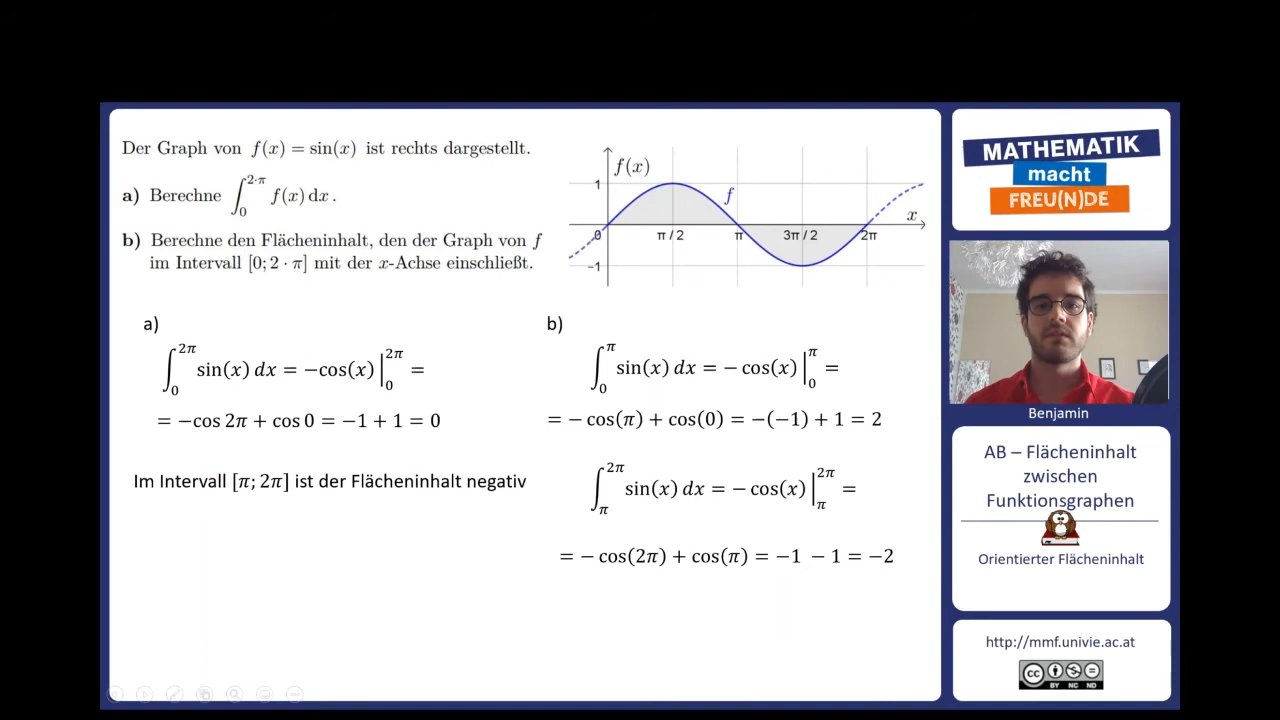 Der Graph von f(x) = sin(x) ist rechts dargestellt.
a) Berechne ∫₀^{2·π} f(x) dx .
b) Berechne den Flächeninhalt, den der Graph von f
im Intervall [0; 2 · π] mit der x-Achse einschließt.
f(x)
1
f
x
0
π / 2
π
3π / 2
2π
−1
a)
∫₀^{2π} sin(x) dx = −cos(x) |₀^{2π} =
= −cos 2π + cos 0 = −1 + 1 = 0
Im Intervall [π; 2π] ist der Flächeninhalt negativ
b)
∫₀^{π} sin(x) dx = − cos(x) |₀^{π} =
= − cos(π) + cos(0) = −(−1) + 1 = 2
∫_π^{2π} sin(x) dx = − cos(x) |_π^{2π} =
= − cos(2π) + cos(π) = −1 − 1 = −2
MATHEMATIK
macht
FREU(N)DE
Benjamin
AB – Flächeninhalt
zwischen
Funktionsgraphen
Orientierter Flächeninhalt
http://mmf.univie.ac.at
CC
BY NC ND